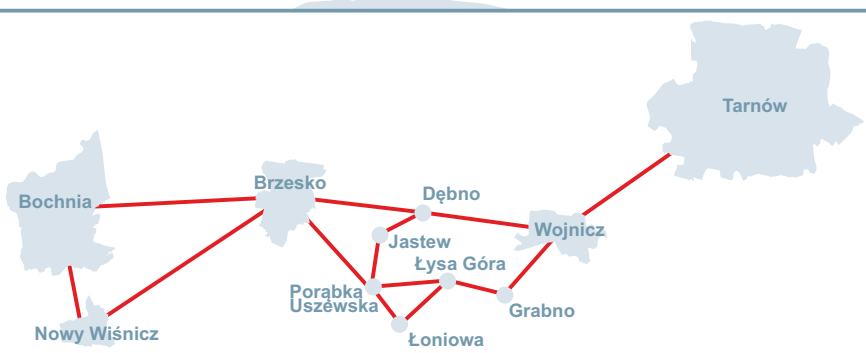 Tarnów
Brzesko
Dębno
Bochnia
Wojnicz
Jastew
Łysa Góra
Porąbka
Uszewska
Grabno
Nowy Wiśnicz
Łoniowa